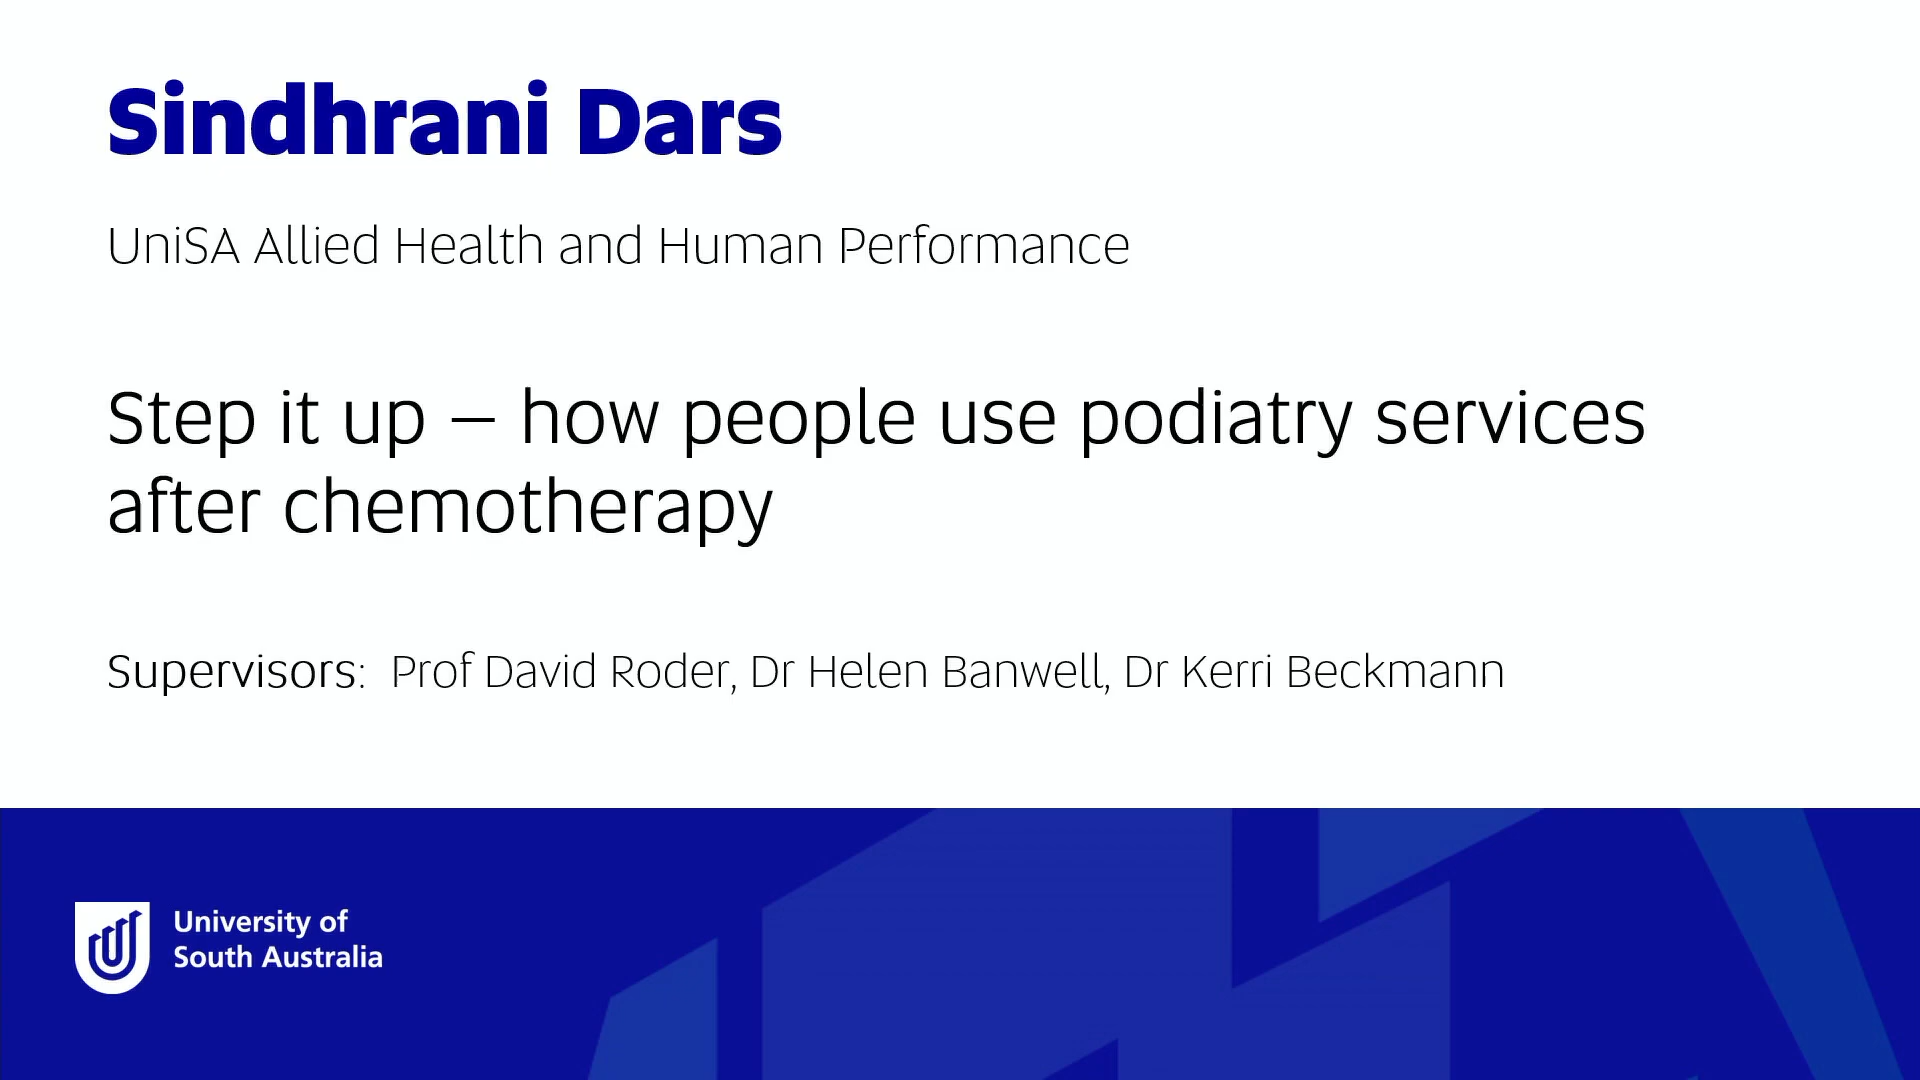 Sindhrani Dars
UniSA Allied Health and Human Performance
Step it up – how people use podiatry services
after chemotherapy
Supervisors: Prof David Roder, Dr Helen Banwell, Dr Kerri Beckmann
University of
South Australia